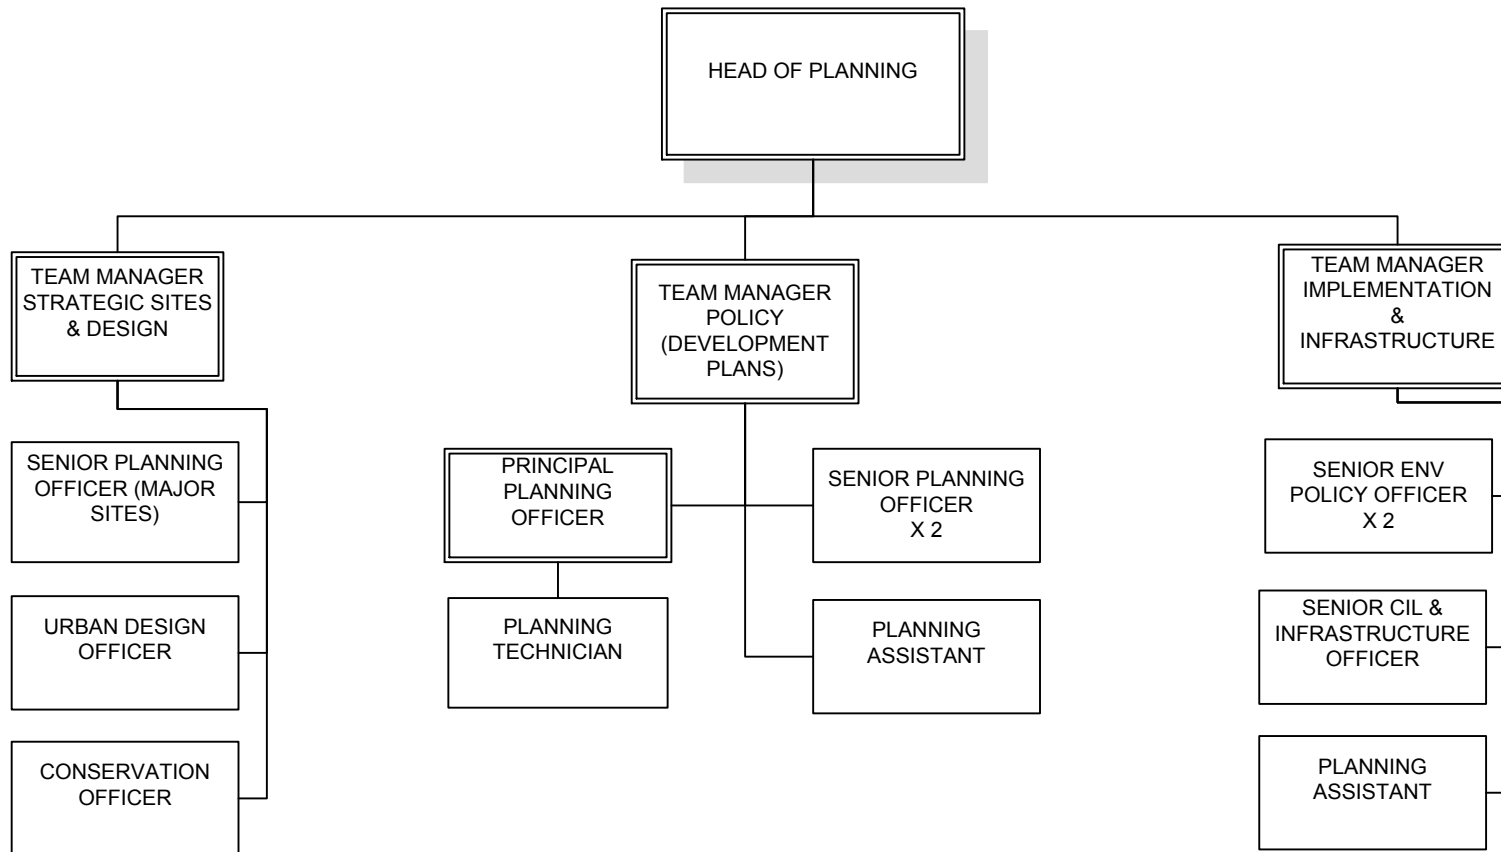 HEAD OF PLANNING
TEAM MANAGER
STRATEGIC SITES
& DESIGN
TEAM MANAGER
POLICY
(DEVELOPMENT
PLANS)
TEAM MANAGER
IMPLEMENTATION
&
INFRASTRUCTURE
SENIOR PLANNING
OFFICER (MAJOR
SITES)
PRINCIPAL
PLANNING
OFFICER
SENIOR PLANNING
OFFICER
X 2
SENIOR ENV
POLICY OFFICER
X 2
URBAN DESIGN
OFFICER
PLANNING
TECHNICIAN
PLANNING
ASSISTANT
SENIOR CIL &
INFRASTRUCTURE
OFFICER
CONSERVATION
OFFICER
PLANNING
ASSISTANT